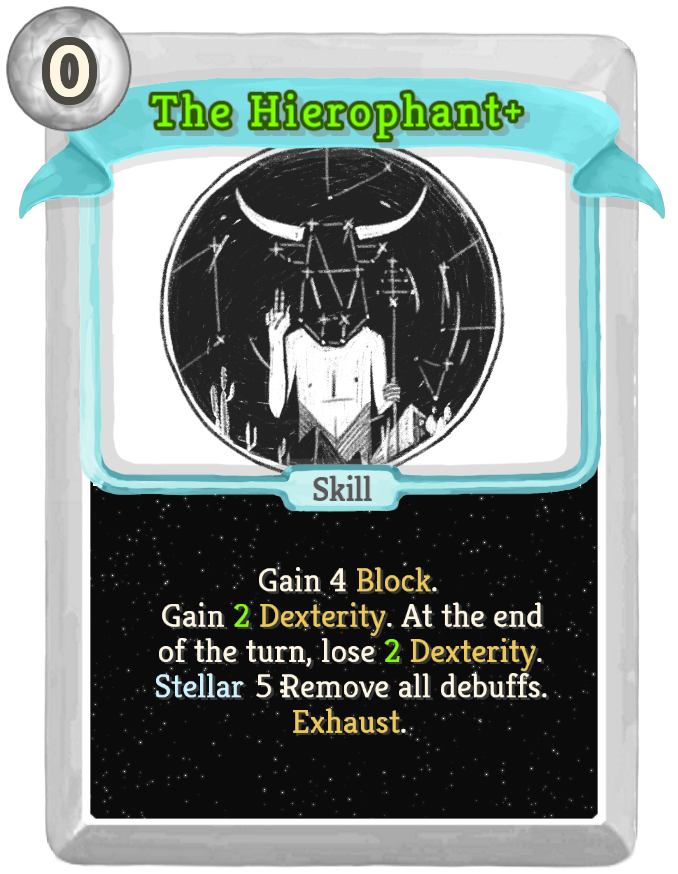 0
The Hierophant+
Skill
Gain 4 Block.
Gain 2 Dexterity. At the end
of the turn, lose 2 Dexterity.
Stellar 5 :Remove all debuffs.
Exhaust.